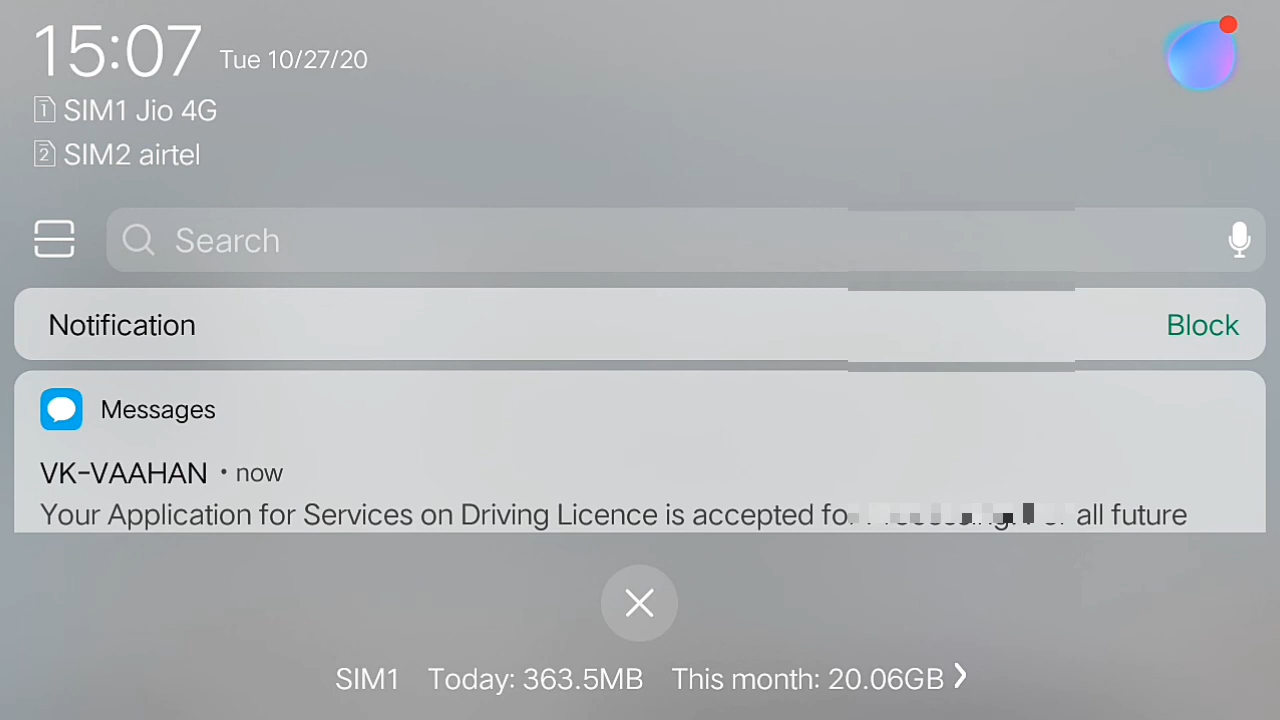 15:07 Tue 10/27/20
1 SIM1 Jio 4G
2 SIM2 airtel
Search
Notification Block
Messages
VK-VAAHAN • now
Your Application for Services on Driving Licence is accepted all future
SIM1 Today: 363.5MB This month: 20.06GB